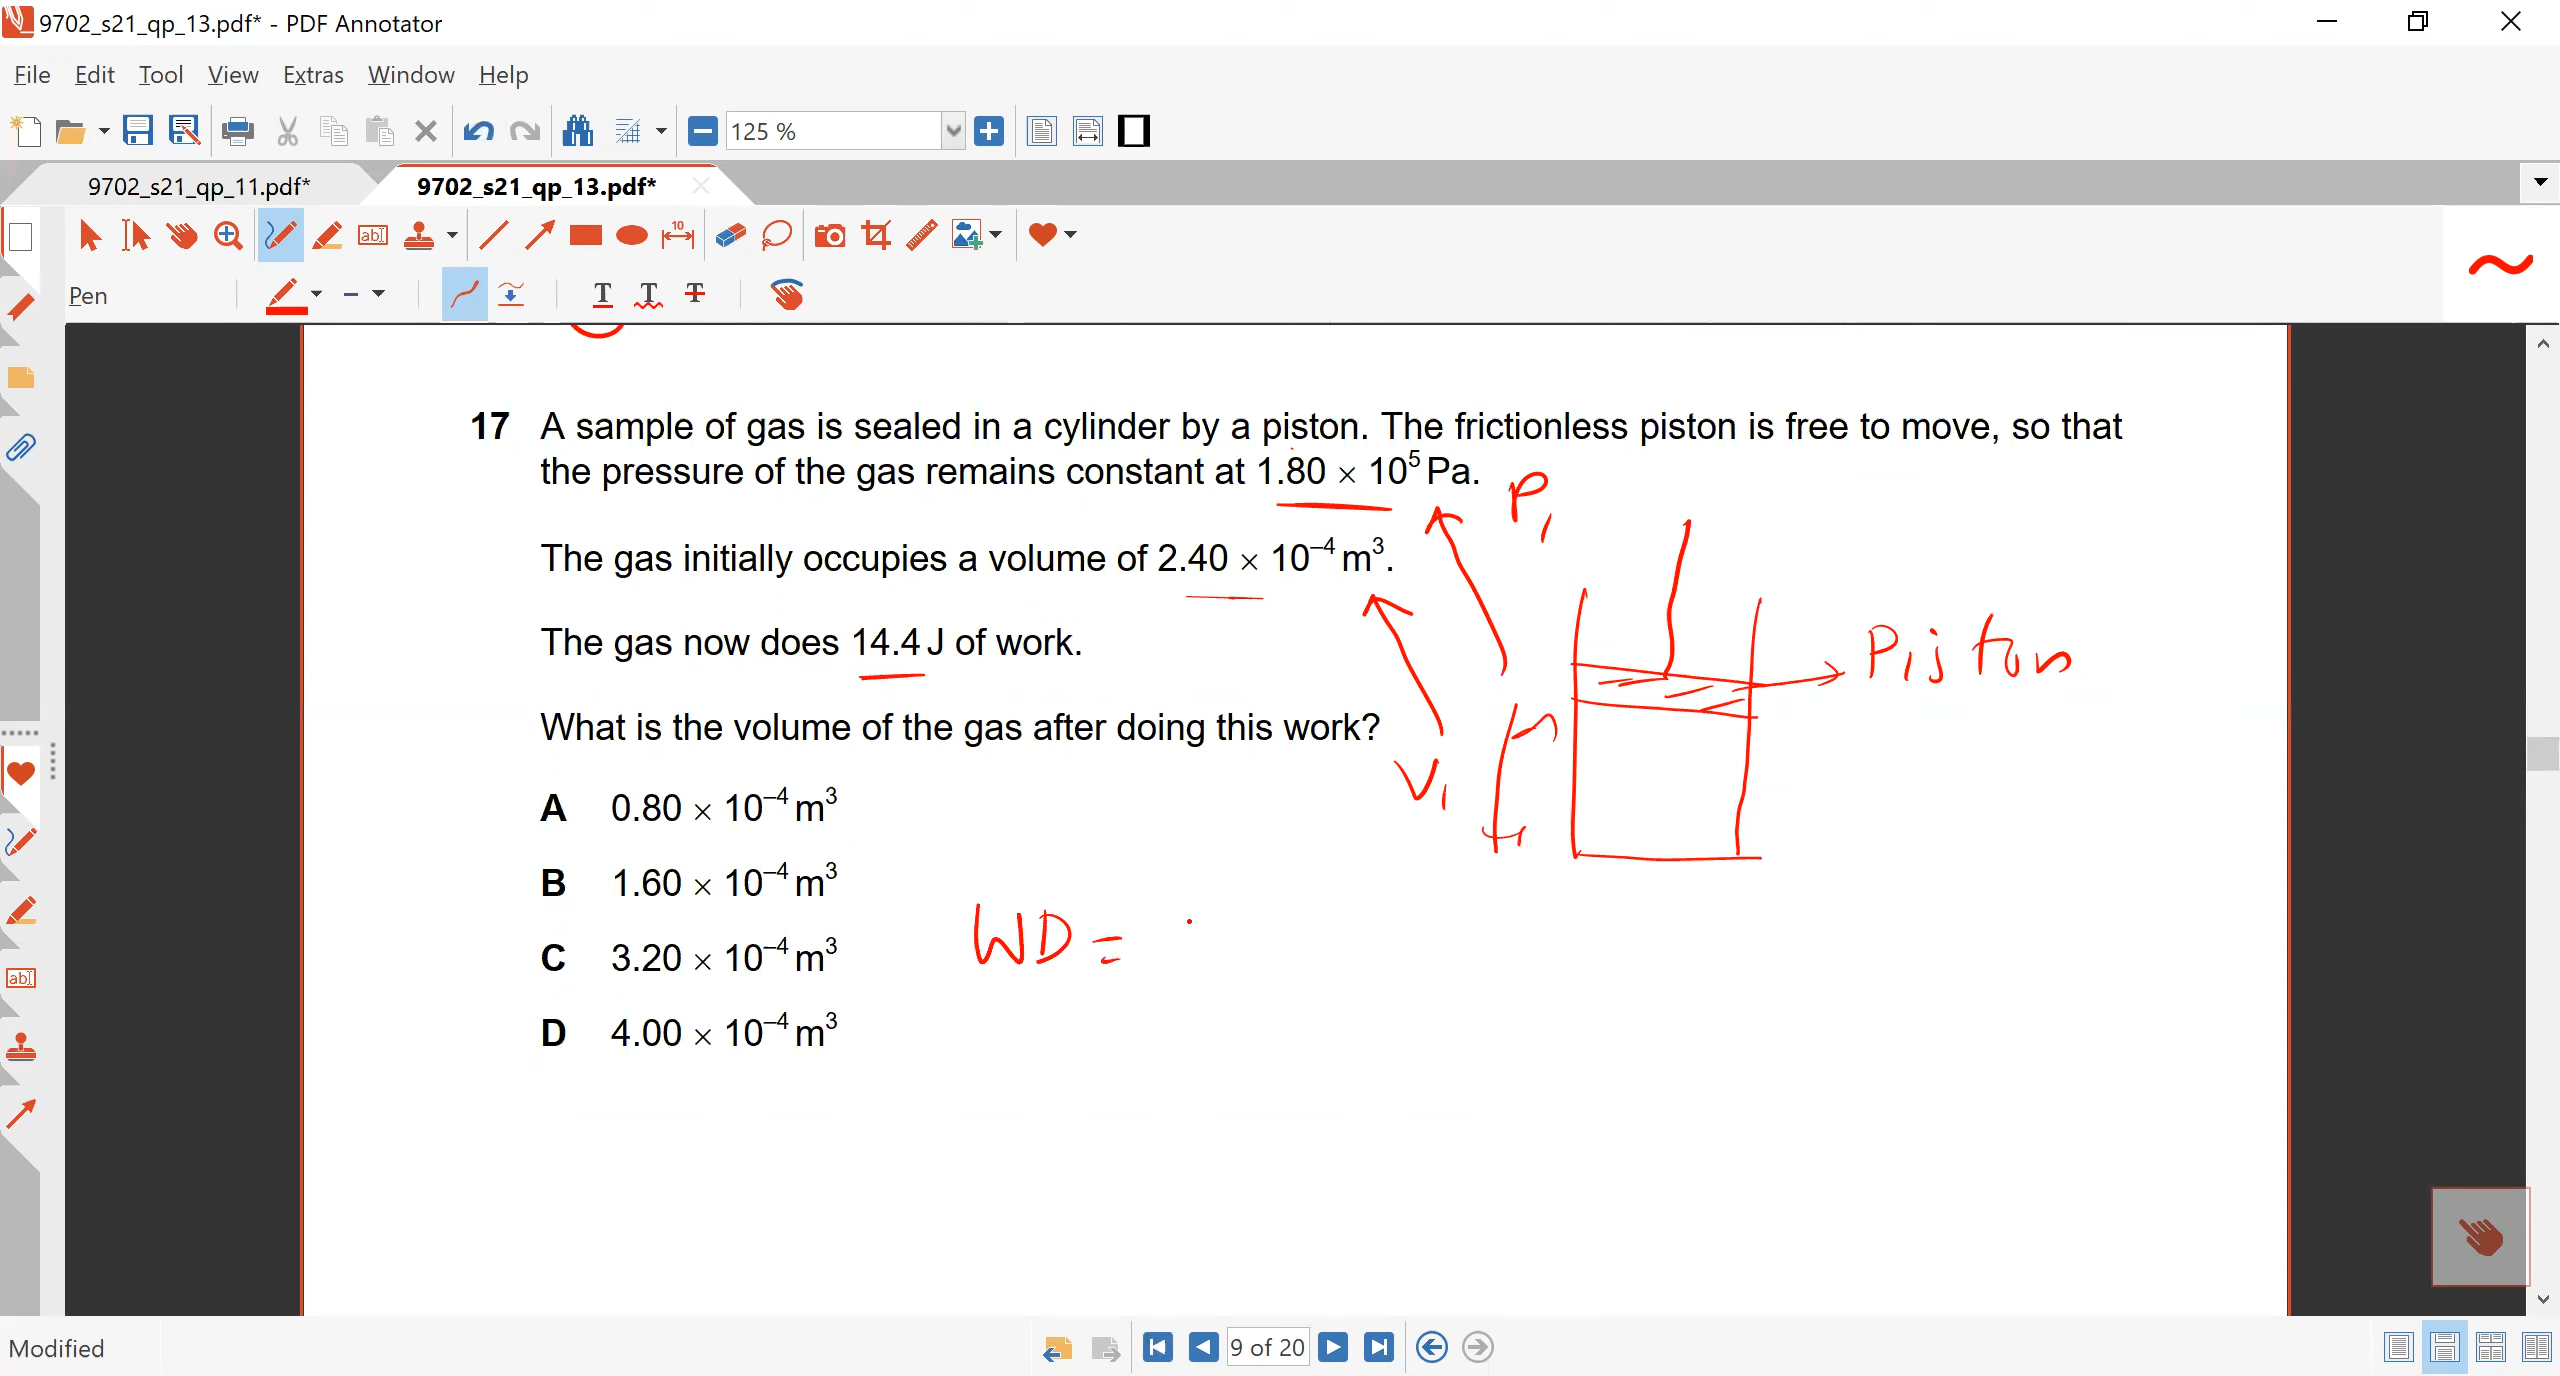 9702_s21_qp_13.pdf* - PDF Annotator
File Edit Tool View Extras Window Help
125 %
9702_s21_qp_11.pdf* 9702_s21_qp_13.pdf*
ab 10
Pen
T T T
17 A sample of gas is sealed in a cylinder by a piston. The frictionless piston is free to move, so that
the pressure of the gas remains constant at 1.80 × 10⁵ Pa.
P₁
The gas initially occupies a volume of 2.40 × 10⁻⁴ m³.
The gas now does 14.4 J of work.
Piston
What is the volume of the gas after doing this work?
V₁
A 0.80 × 10⁻⁴ m³
B 1.60 × 10⁻⁴ m³
WD =
C 3.20 × 10⁻⁴ m³
ab
D 4.00 × 10⁻⁴ m³
Modified
9 of 20